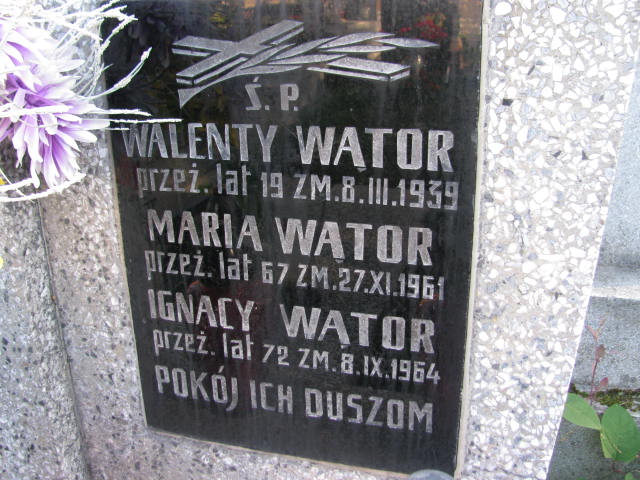 Ś. P.
WALENTY WĄTOR
przeż. lat 19 ZM. 8. III. 1939
MARIA WĄTOR
przeż. lat 67 ZM. 27. XI. 1961
IGNACY WĄTOR
przeż. lat 72 ZM. 8. IX. 1964
POKÓJ ICH DUSZOM